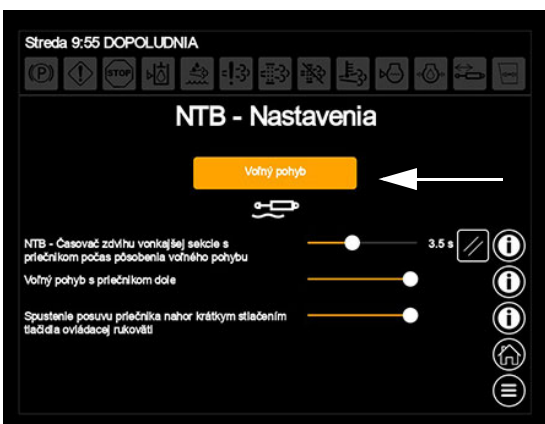 Streda 9:55 DOPOLUDNIA
(P)
STOP
NTB - Nastavenia
Voľný pohyb
NTB - Časovač zdvihu vonkajšej sekcie s
priečnikom počas pôsobenia voľného pohybu
3.5 s
Voľný pohyb s priečnikom dole
Spustenie posuvu priečnika nahor krátkym stlačením
tlačidla ovládacej rukoväti